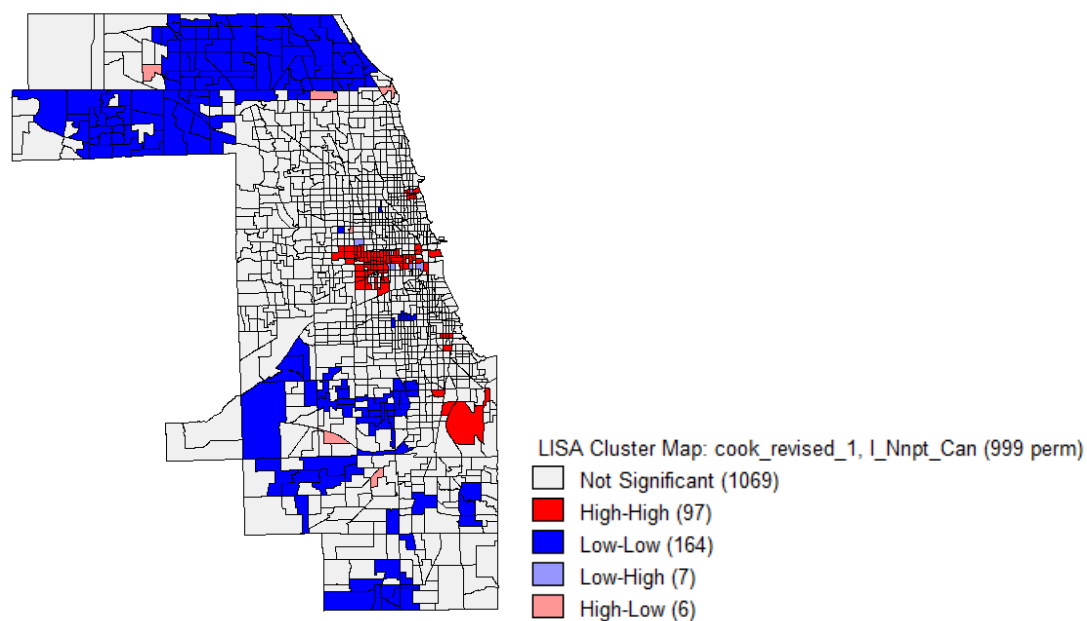 LISA Cluster Map: cook_revised_1, I_Nnpt_Can (999 perm)
Not Significant (1069)
High-High (97)
Low-Low (164)
Low-High (7)
High-Low (6)